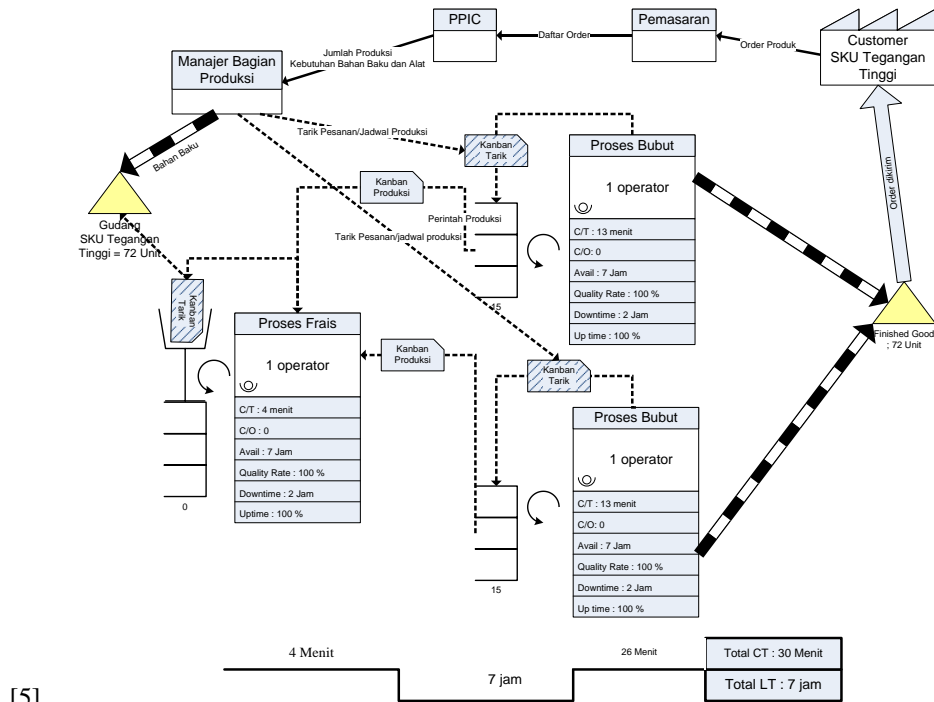 PPIC
Pemasaran
Customer
SKU Tegangan
Tinggi
Daftar Order
Order Produk
Jumlah Produksi
Kebutuhan Bahan Baku dan Alat
Manajer Bagian
Produksi
Bahan Baku
Tarik Pesanan/Jadwal Produksi
Kanban
Tarik
Proses Bubut
1 operator
C/T : 13 menit
C/O: 0
Avail : 7 Jam
Quality Rate : 100 %
Downtime : 2 Jam
Up time : 100 %
Order dikirim
Kanban
Produksi
Perintah Produksi
Tarik Pesanan/jadwal produksi
15
Gudang
SKU Tegangan
Tinggi = 72 Unit
Kanban
Tarik
0
Proses Frais
1 operator
C/T : 4 menit
C/O : 0
Avail : 7 Jam
Quality Rate : 100 %
Downtime : 2 Jam
Uptime : 100 %
Kanban
Produksi
Kanban
Tarik
15
Proses Bubut
1 operator
C/T : 13 menit
C/O: 0
Avail : 7 Jam
Quality Rate : 100 %
Downtime : 2 Jam
Up time : 100 %
Finished Good
; 72 Unit
4 Menit
7 jam
26 Menit
Total CT : 30 Menit
Total LT : 7 jam
[5]